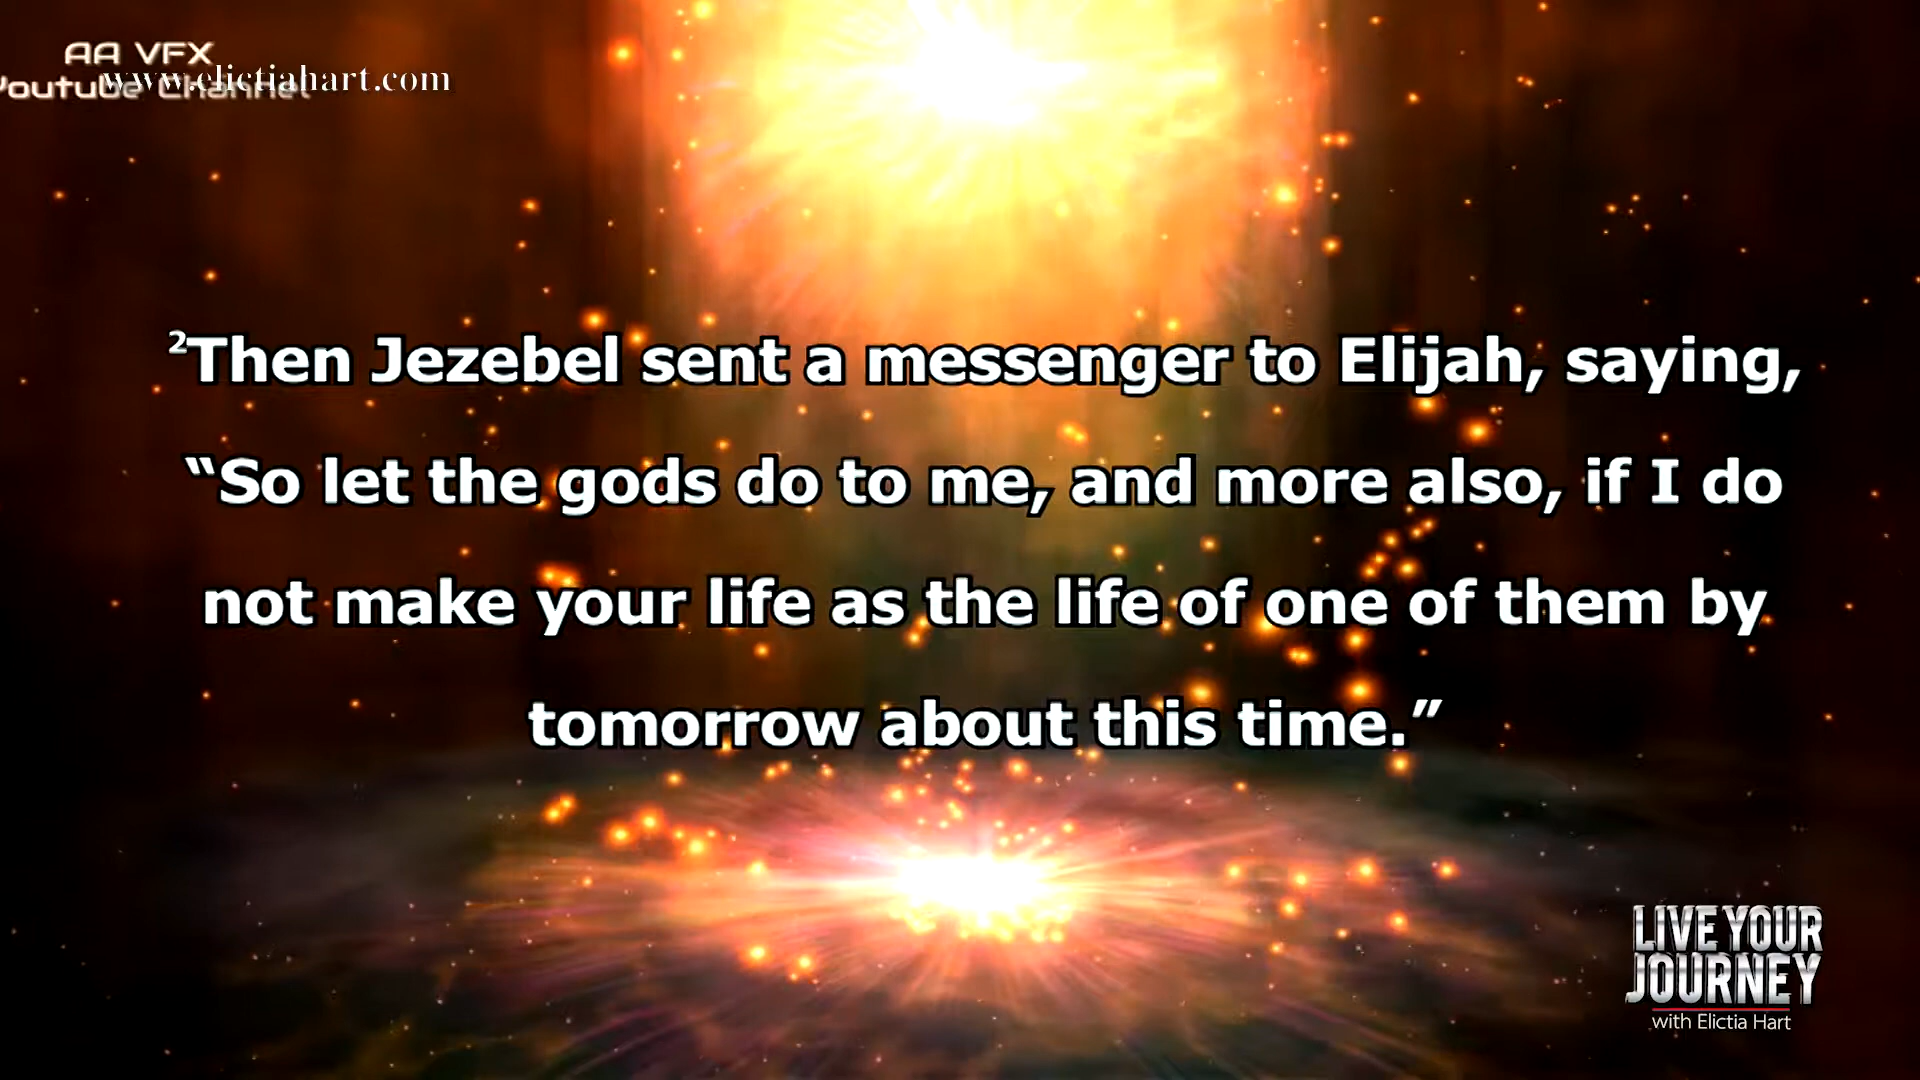 AA VFX
Youtube Channel
www.elictiahart.com
²Then Jezebel sent a messenger to Elijah, saying,
“So let the gods do to me, and more also, if I do
not make your life as the life of one of them by
tomorrow about this time.”
LIVE YOUR
JOURNEY
with Elictia Hart